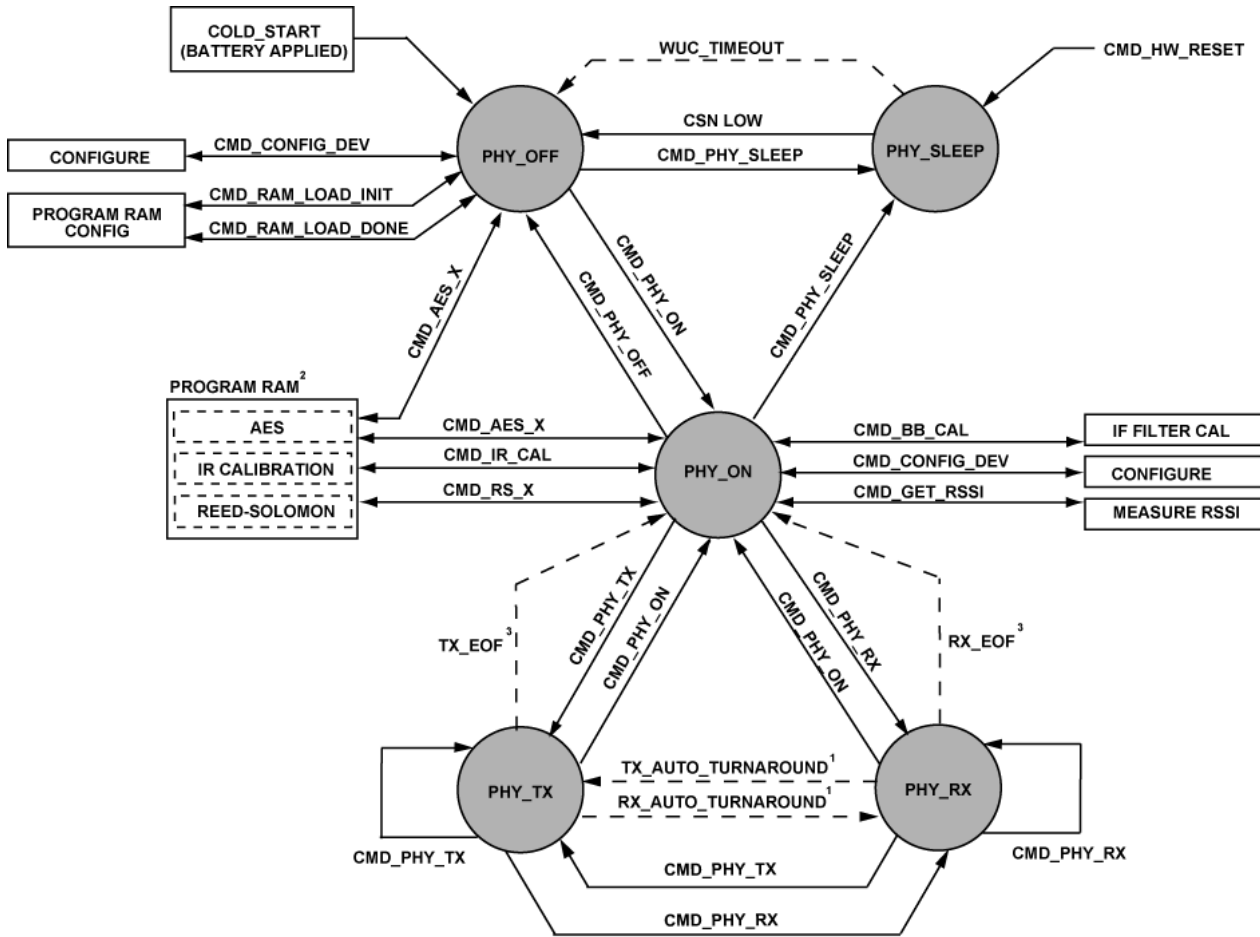 COLD_START
(BATTERY APPLIED)
WUC_TIMEOUT
CMD_HW_RESET
CSN LOW
CMD_CONFIG_DEV
CONFIGURE
PHY_OFF
CMD_PHY_SLEEP
PHY_SLEEP
CMD_RAM_LOAD_INIT
PROGRAM RAM
CONFIG
CMD_RAM_LOAD_DONE
CMD_AES_X
CMD_PHY_OFF
CMD_PHY_ON
CMD_PHY_SLEEP
PROGRAM RAM²
AES
IR CALIBRATION
REED-SOLOMON
CMD_AES_X
CMD_IR_CAL
CMD_RS_X
PHY_ON
CMD_BB_CAL
CMD_CONFIG_DEV
CMD_GET_RSSI
IF FILTER CAL
CONFIGURE
MEASURE RSSI
TX_EOF³
CMD_PHY_TX
CMD_PHY_ON
CMD_PHY_ON
CMD_PHY_RX
RX_EOF³
PHY_TX
TX_AUTO_TURNAROUND¹
RX_AUTO_TURNAROUND¹
PHY_RX
CMD_PHY_TX
CMD_PHY_TX
CMD_PHY_RX
CMD_PHY_RX